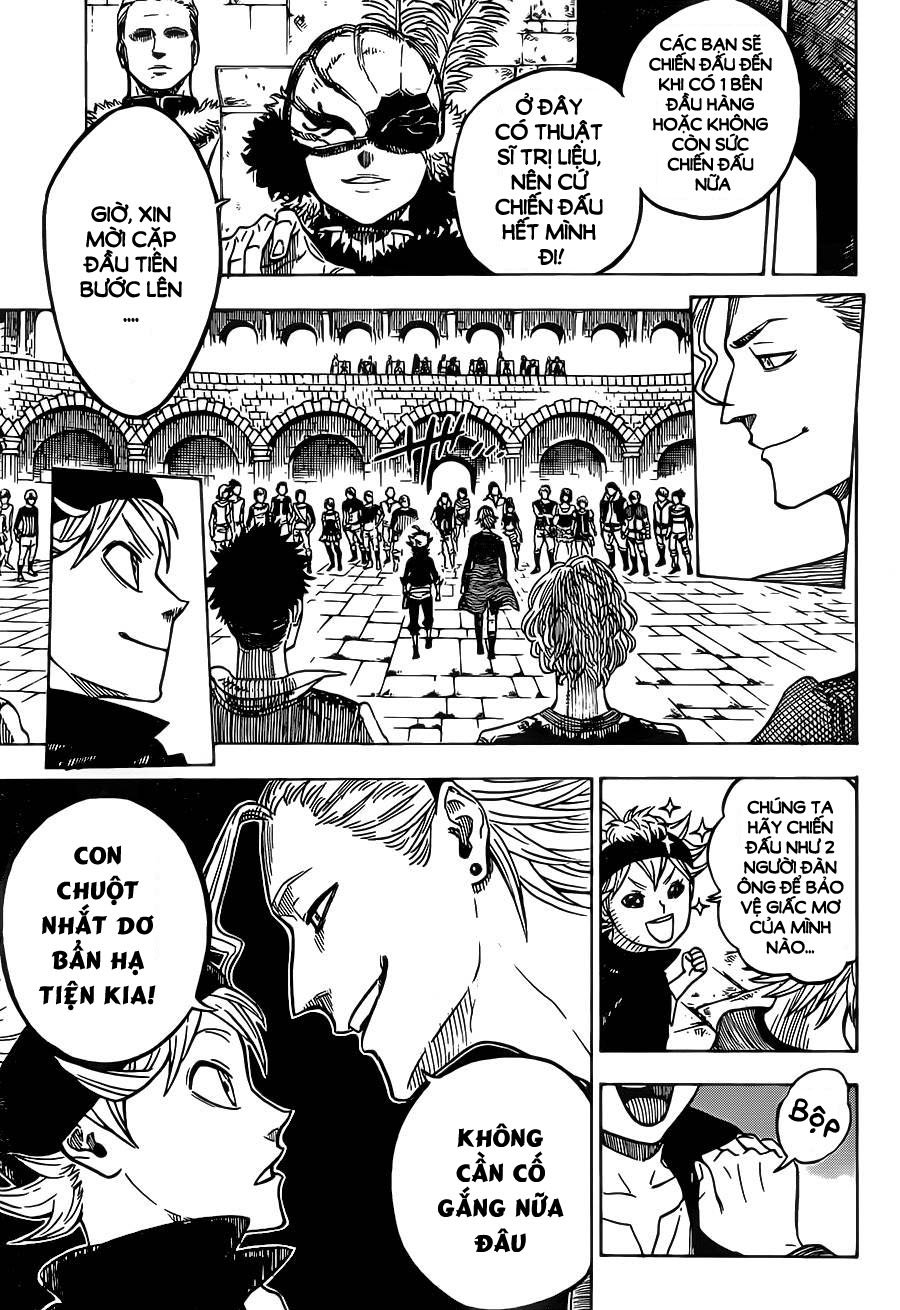 CÁC BẠN SẼ
CHIẾN ĐẤU ĐẾN
KHI CÓ 1 BÊN
ĐẦU HÀNG
HOẶC KHÔNG
CÒN SỨC
CHIẾN ĐẤU
NỮA
Ở ĐÂY
CÓ THUẬT
SĨ TRỊ LIỆU,
NÊN CỨ
CHIẾN ĐẤU
HẾT MÌNH
ĐI!
GIỜ, XIN
MỜI CẶP
ĐẦU TIÊN
BƯỚC LÊN
....
CHÚNG TA
HÃY CHIẾN
ĐẤU NHƯ 2
NGƯỜI ĐÀN
ÔNG ĐỂ BẢO
VỆ GIẤC MƠ
CỦA MÌNH
NÀO...
BỘP
CON
CHUỘT
NHẮT DƠ
BẨN HẠ
TIỆN KIA!
KHÔNG
CẦN CỐ
GẮNG NỮA
ĐÂU